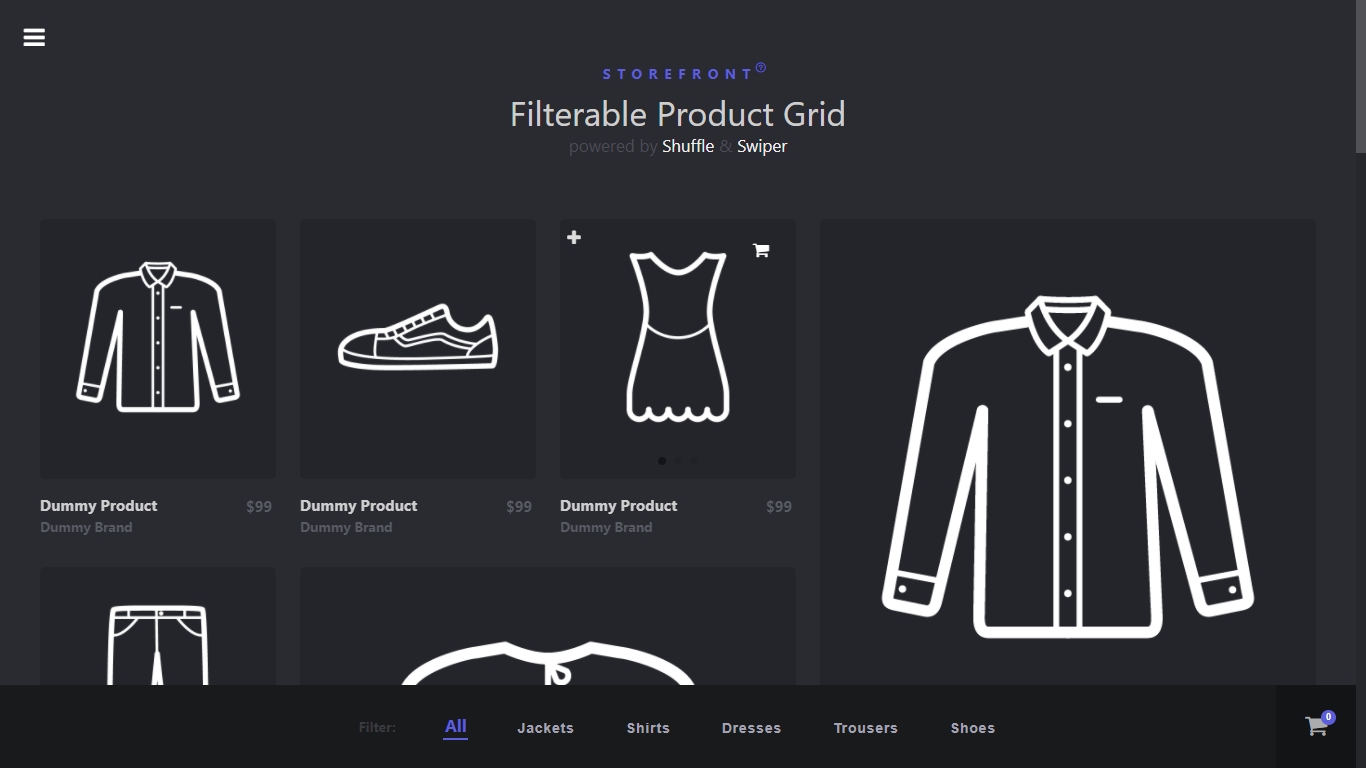 STOREFRONT
Filterable Product Grid
powered by Shuffle & Swiper
Dummy Product $99
Dummy Brand
Dummy Product $99
Dummy Brand
Dummy Product $99
Dummy Brand
Filter: All Jackets Shirts Dresses Trousers Shoes
0